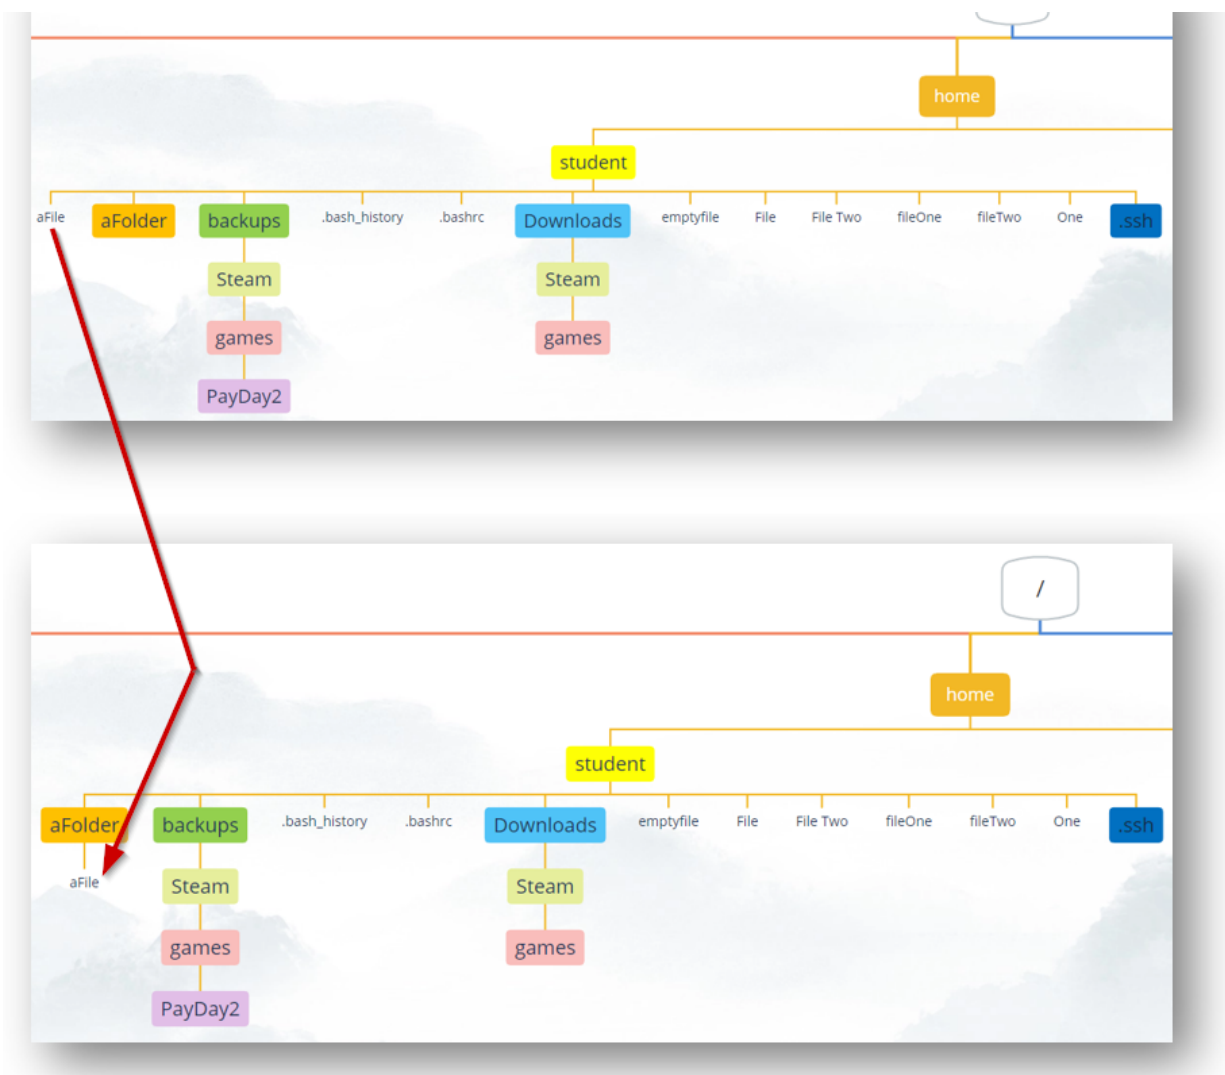 home
student
aFile aFolder backups .bash_history .bashrc Downloads emptyfile File File Two fileOne fileTwo One .ssh
Steam Steam
games games
PayDay2
/
home
student
aFolder backups .bash_history .bashrc Downloads emptyfile File File Two fileOne fileTwo One .ssh
aFile Steam Steam
games games
PayDay2